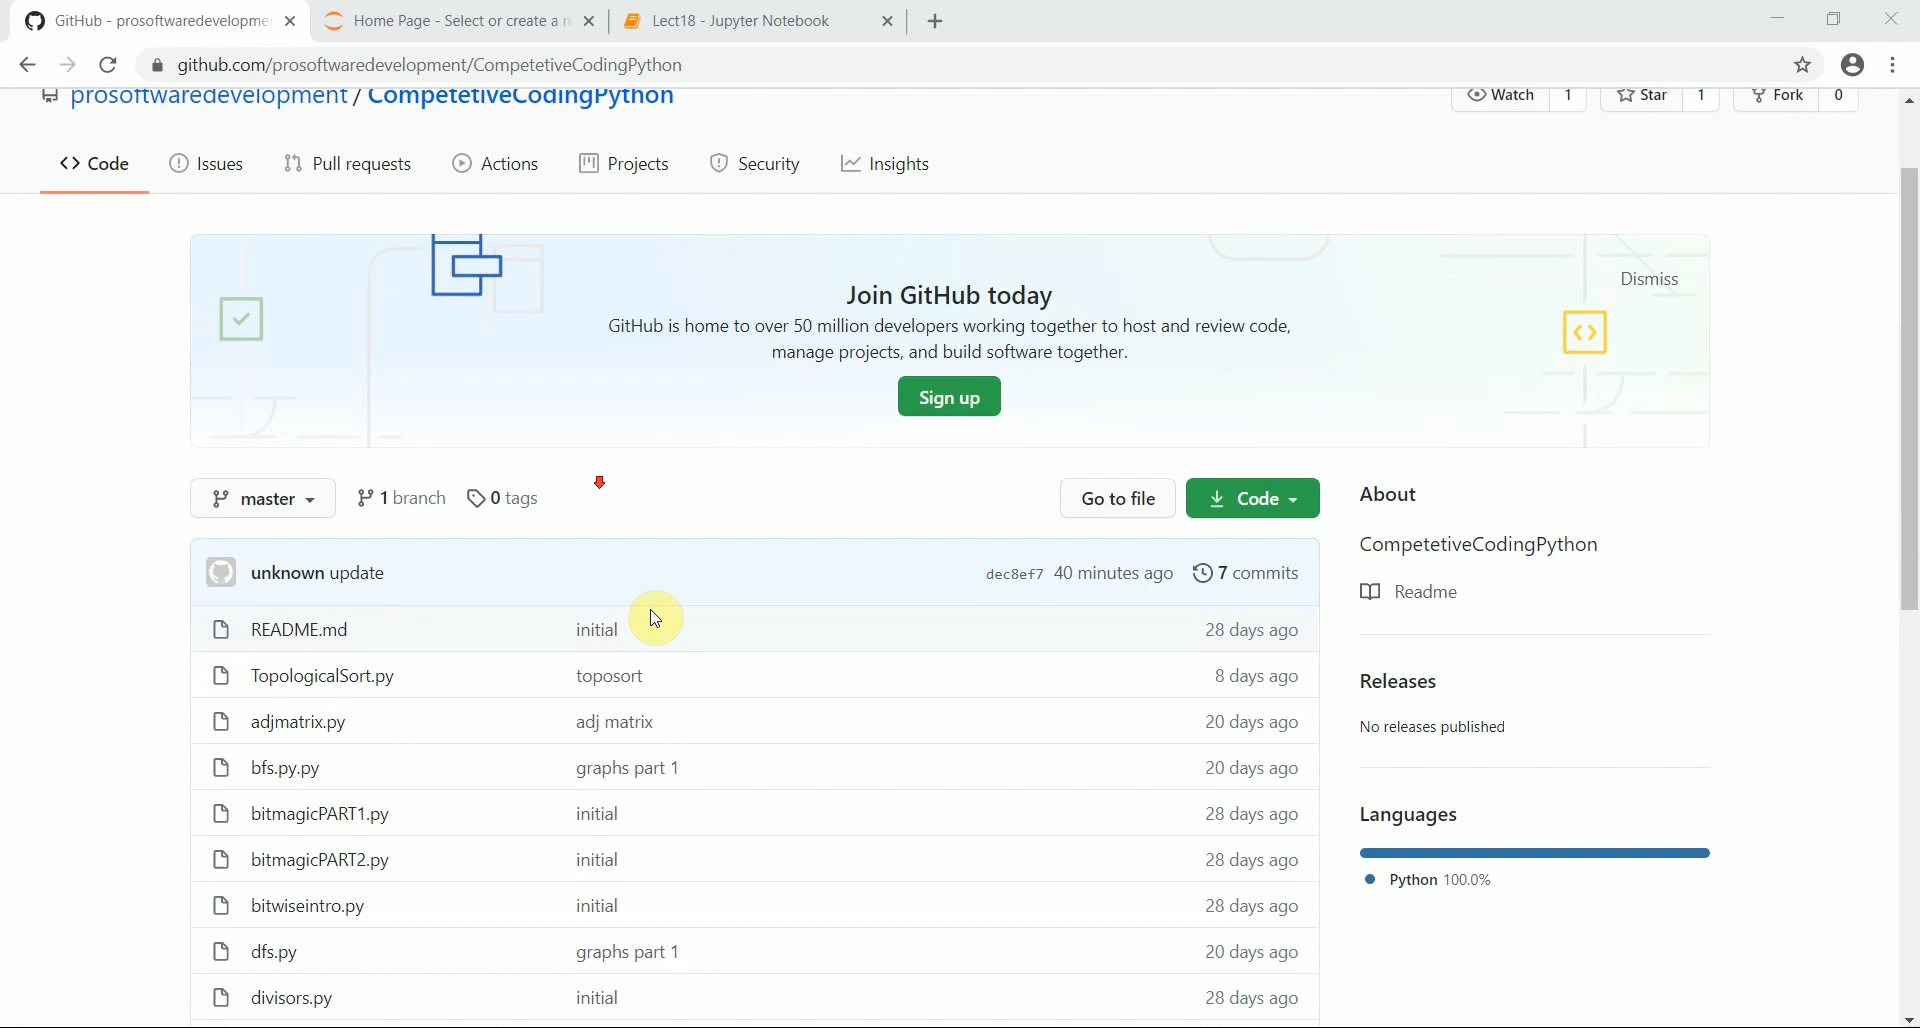 GitHub - prosoftwaredevelopme
Home Page - Select or create a n
Lect18 - Jupyter Notebook
github.com/prosoftwaredevelopment/CompetetiveCodingPython
prosoftwaredevelopment / CompetetiveCodingPython
Watch 1
Star 1
Fork 0
Code
Issues
Pull requests
Actions
Projects
Security
Insights
Join GitHub today
Dismiss
GitHub is home to over 50 million developers working together to host and review code,
manage projects, and build software together.
Sign up
master
1 branch
0 tags
Go to file
Code
unknown update dec8ef7 40 minutes ago 7 commits
README.md initial 28 days ago
TopologicalSort.py toposort 8 days ago
adjmatrix.py adj matrix 20 days ago
bfs.py.py graphs part 1 20 days ago
bitmagicPART1.py initial 28 days ago
bitmagicPART2.py initial 28 days ago
bitwiseintro.py initial 28 days ago
dfs.py graphs part 1 20 days ago
divisors.py initial 28 days ago
About
CompetetiveCodingPython
Readme
Releases
No releases published
Languages
Python 100.0%